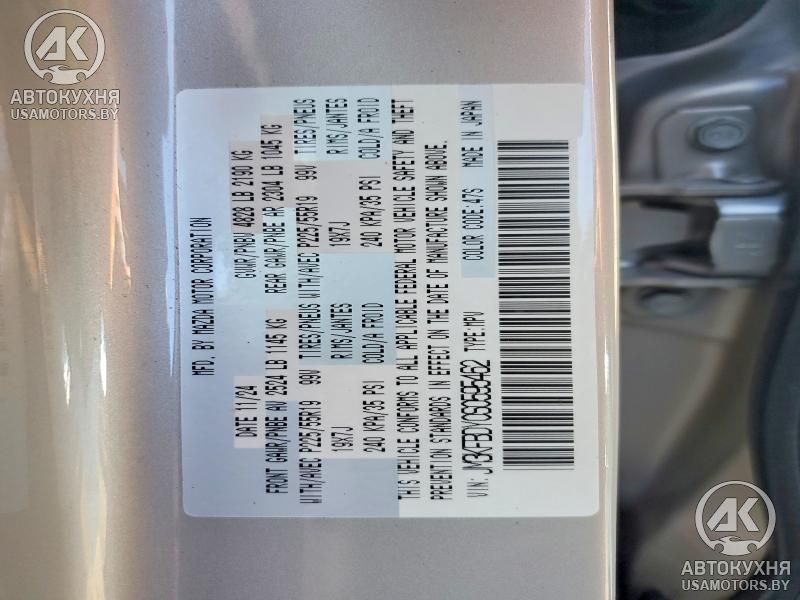 AK
АВТОКУХНЯ
USAMOTORS.BY
MFD. BY MAZDA MOTOR CORPORATION
DATE 11/24 GVWR/PNBV 4828 LB 2190 KG
FRONT GAWR/PNBE AV 2524 LB 1145 KG REAR GAWR/PNBE AR 2304 LB 1045 KG
WITH/AVEC P225/55R19 99V TIRES/PNEUS WITH/AVEC P225/55R19 99V TIRES/PNEUS
19X7J RIMS/JANTES 19X7J RIMS/JANTES
240 KPA/35 PSI COLD/A FROID 240 KPA/35 PSI COLD/A FROID
THIS VEHICLE CONFORMS TO ALL APPLICABLE FEDERAL MOTOR VEHICLE SAFETY AND THEFT
PREVENTION STANDARDS IN EFFECT ON THE DATE OF MANUFACTURE SHOWN ABOVE.
VIN: JM3KFBDY0S0595462 TYPE:MPV COLOR CODE:47S MADE IN JAPAN
AK
АВТОКУХНЯ
USAMOTORS.BY